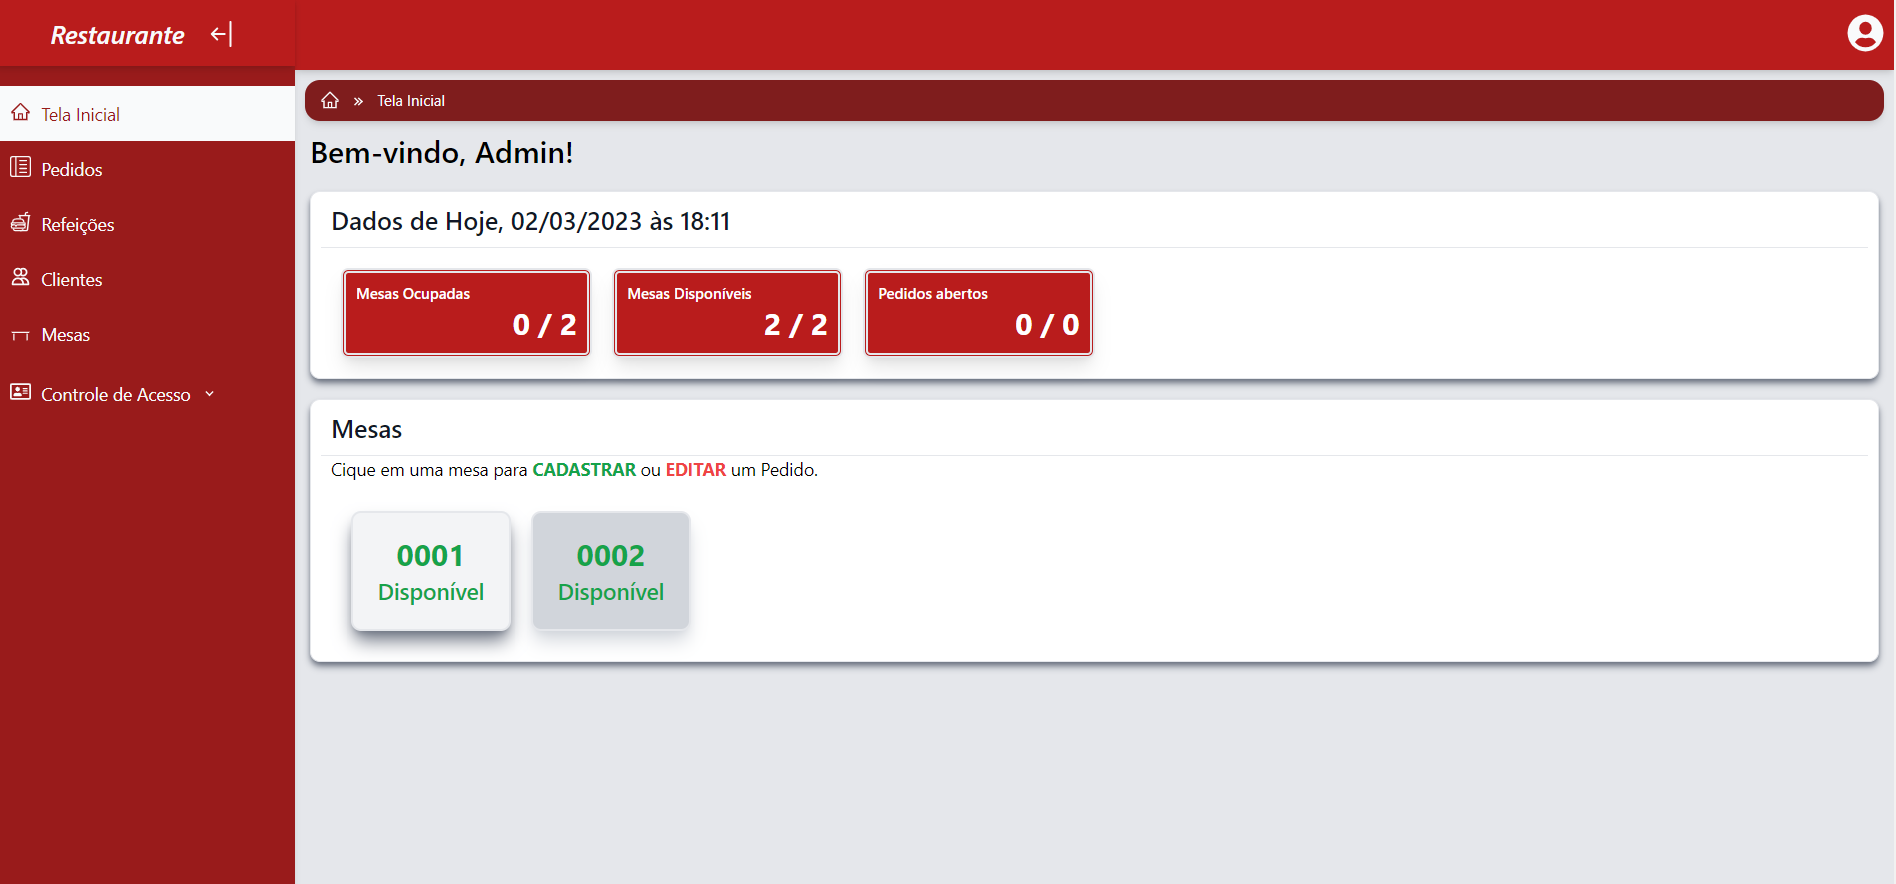 Restaurante
Tela Inicial
Pedidos
Refeições
Clientes
Mesas
Controle de Acesso
Tela Inicial
Bem-vindo, Admin!
Dados de Hoje, 02/03/2023 às 18:11
Mesas Ocupadas
0 / 2
Mesas Disponíveis
2 / 2
Pedidos abertos
0 / 0
Mesas
Cique em uma mesa para CADASTRAR ou EDITAR um Pedido.
0001
Disponível
0002
Disponível